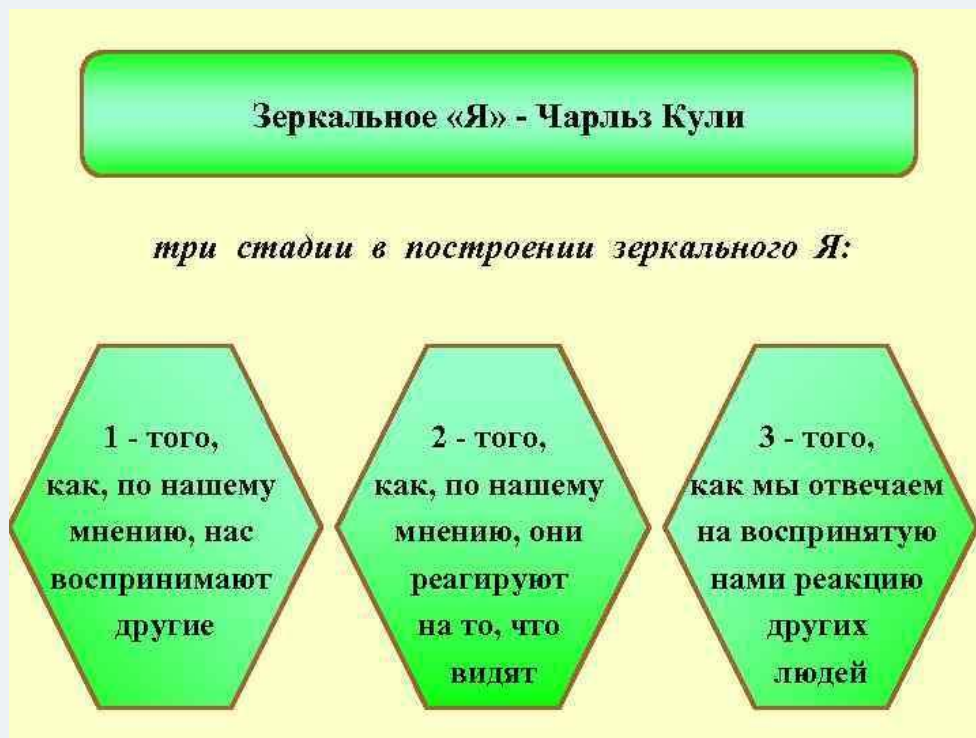 Зеркальное «Я» - Чарльз Кули
три стадии в построении зеркального Я:
1 - того,
как, по нашему
мнению, нас
воспринимают
другие
2 - того,
как, по нашему
мнению, они
реагируют
на то, что
видят
3 - того,
как мы отвечаем
на воспринятую
нами реакцию
других
людей